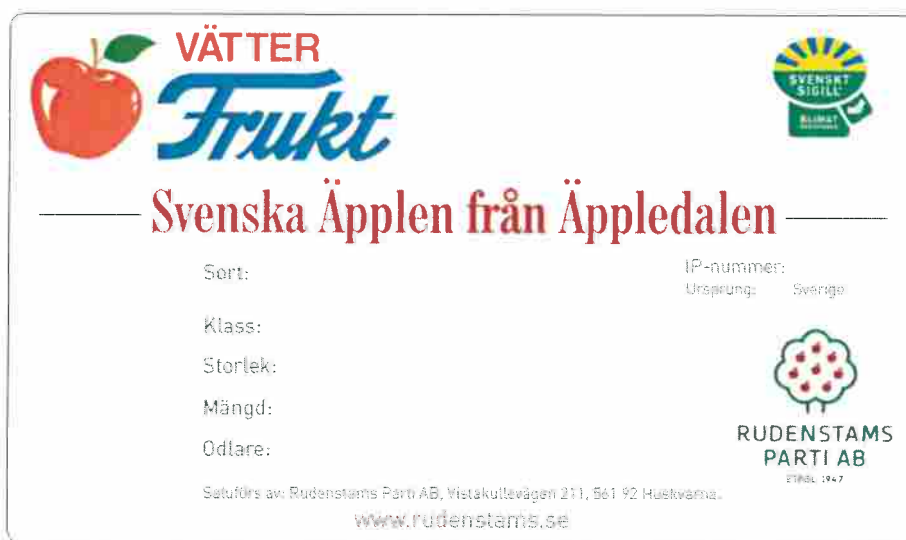 VÄTTER
Frukt
SVENSKT
SIGILL
KLIMAT
Svenska Äpplen från Äppledalen
Sort:
IP-nummer:
Ursprung: Sverige
Klass:
Storlek:
Mängd:
Odlare:
RUDENSTAMS
PARTI AB
ETABL 1947
Saluförs av: Rudenstams Parti AB, Vistakullevägen 211, 561 92 Huskvarna.
www.rudenstams.se